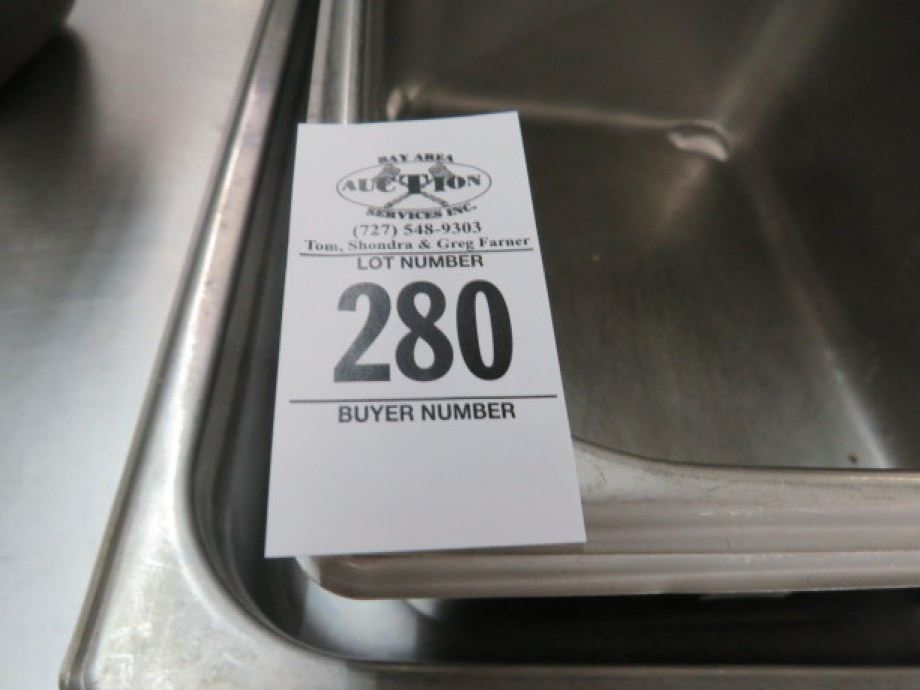 BAY AREA
AUCTION
SERVICES INC.
(727) 548-9303
Tom, Shondra & Greg Farner
LOT NUMBER
280
BUYER NUMBER